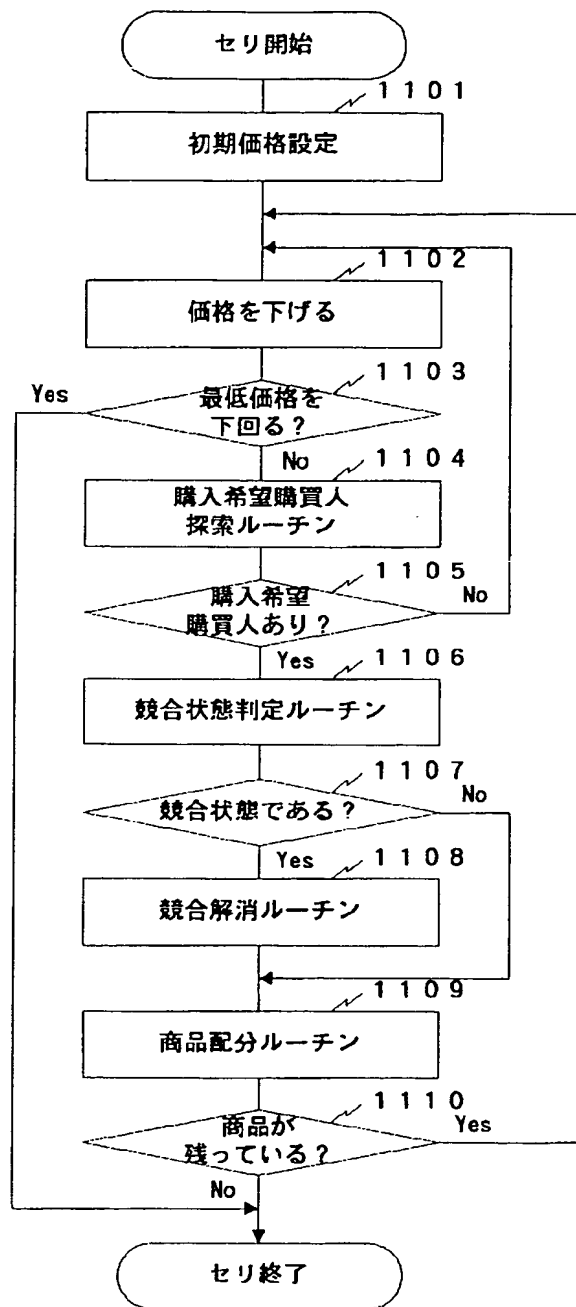 セリ開始
1101
初期価格設定
1102
価格を下げる
1103
Yes
最低価格を
下回る？
No
1104
購入希望購買人
探索ルーチン
1105
購入希望
購買人あり？
No
Yes
1106
競合状態判定ルーチン
1107
競合状態である？
No
Yes
1108
競合解消ルーチン
1109
商品配分ルーチン
1110
商品が
残っている？
Yes
No
セリ終了